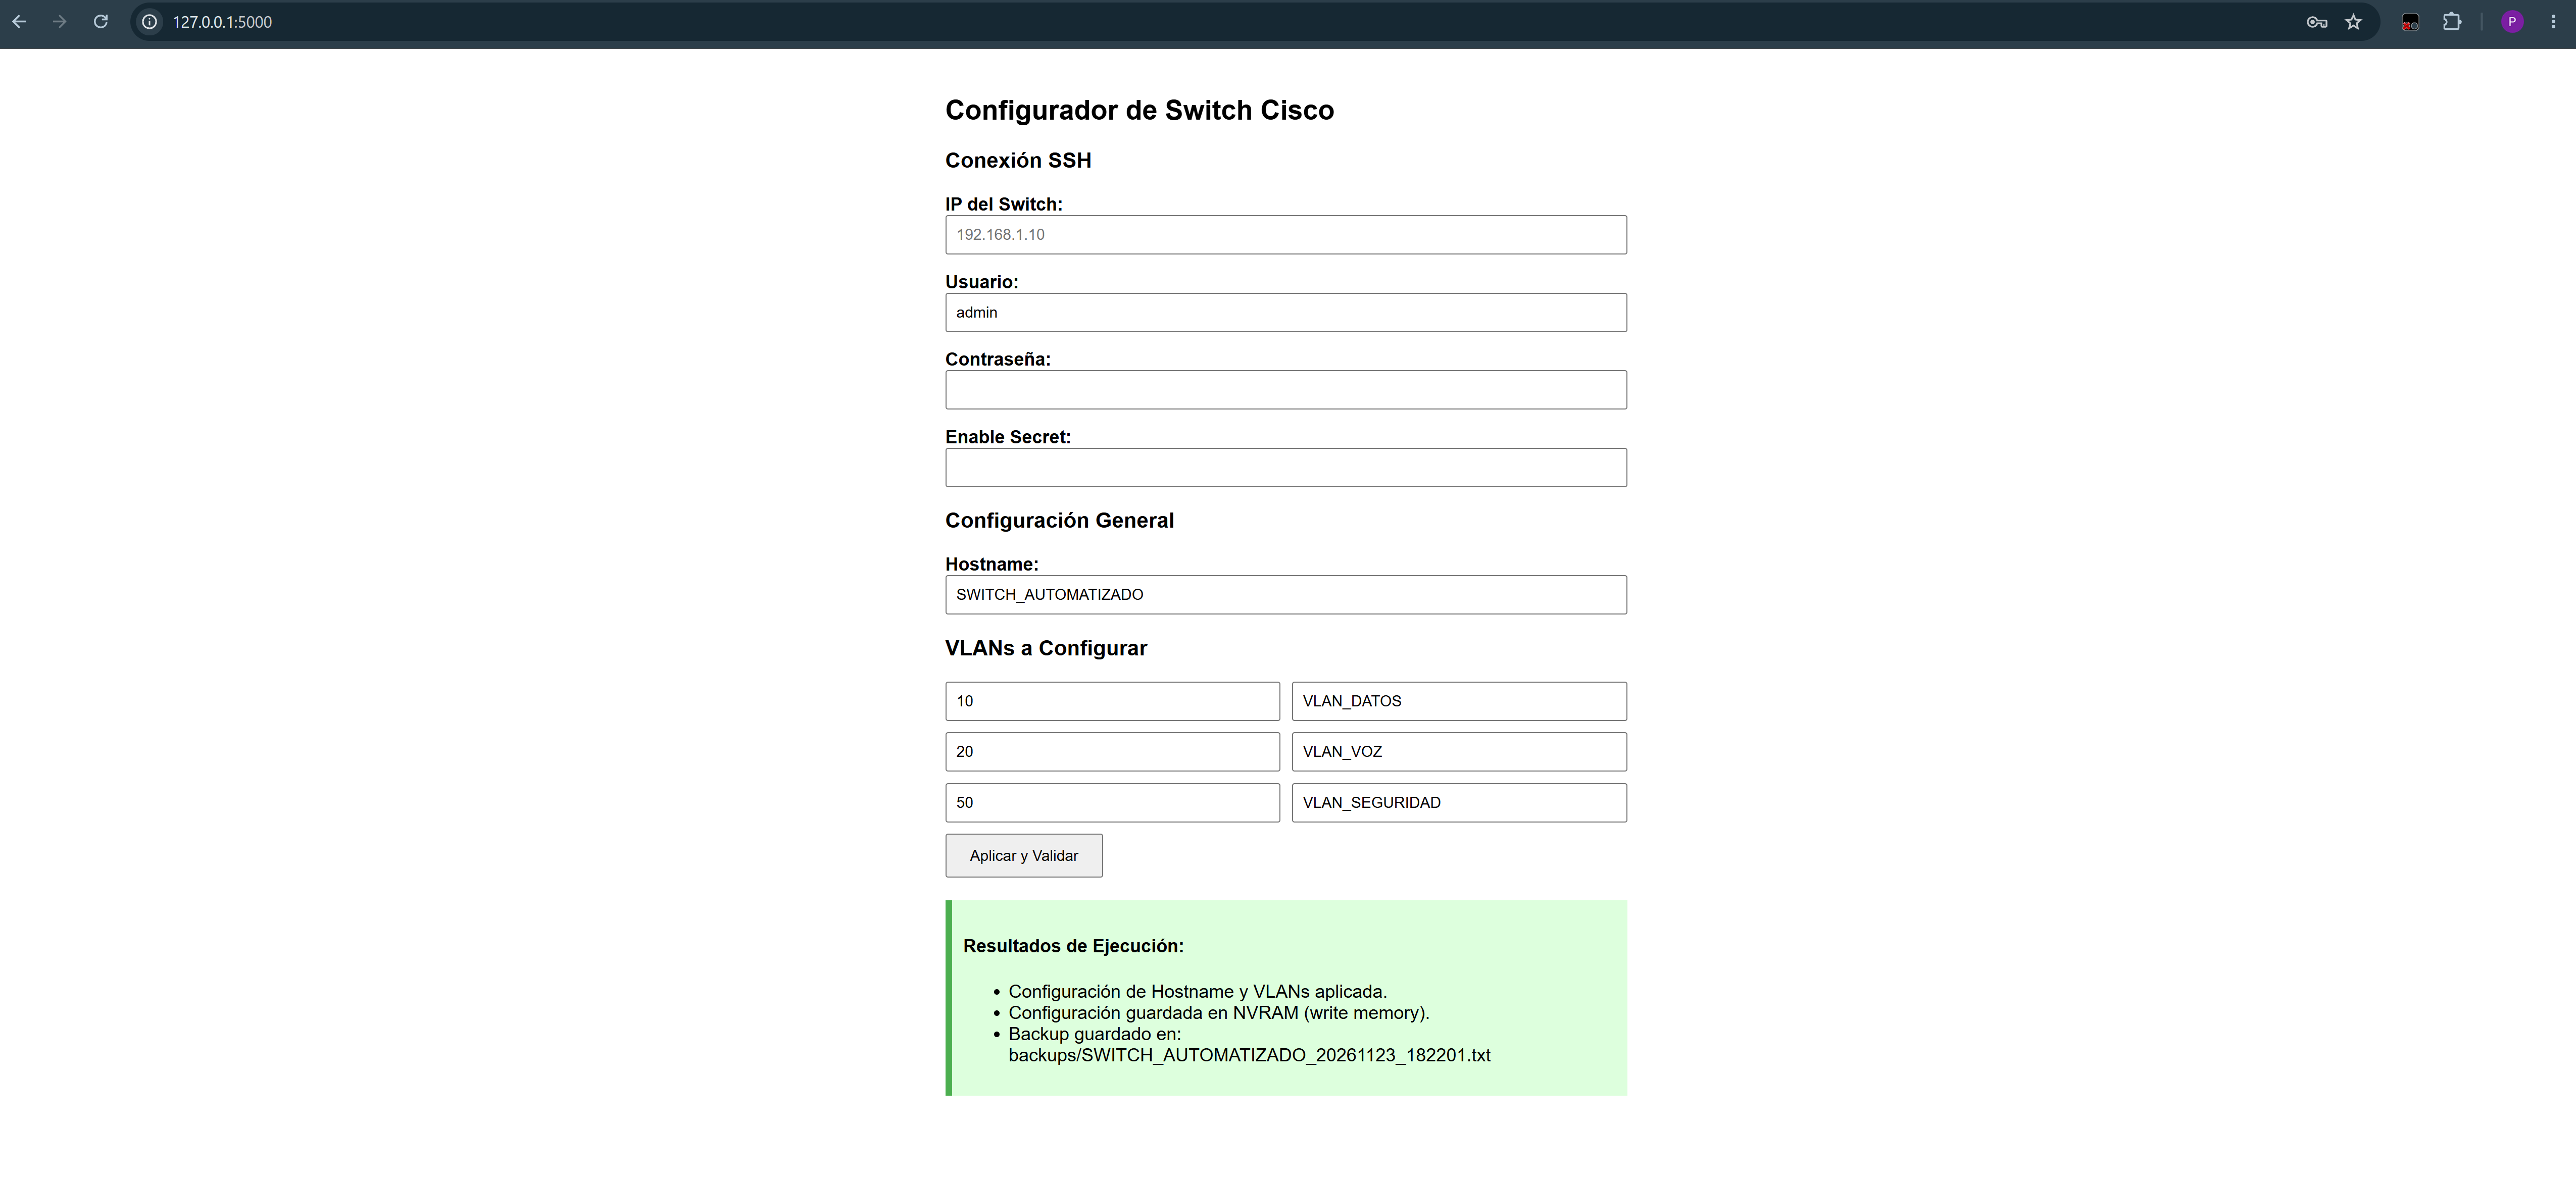 127.0.0.1:5000
P
Configurador de Switch Cisco
Conexión SSH
IP del Switch:
192.168.1.10
Usuario:
admin
Contraseña:
Enable Secret:
Configuración General
Hostname:
SWITCH_AUTOMATIZADO
VLANs a Configurar
10 VLAN_DATOS
20 VLAN_VOZ
50 VLAN_SEGURIDAD
Aplicar y Validar
Resultados de Ejecución:
• Configuración de Hostname y VLANs aplicada.
• Configuración guardada en NVRAM (write memory).
• Backup guardado en:
backups/SWITCH_AUTOMATIZADO_20261123_182201.txt